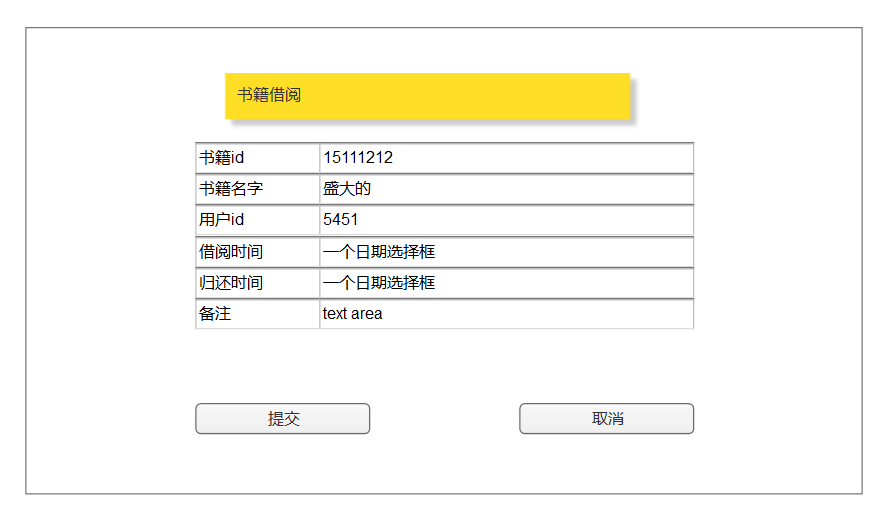 书籍借阅
书籍id 15111212
书籍名字 盛大的
用户id 5451
借阅时间 一个日期选择框
归还时间 一个日期选择框
备注 text area
提交 取消